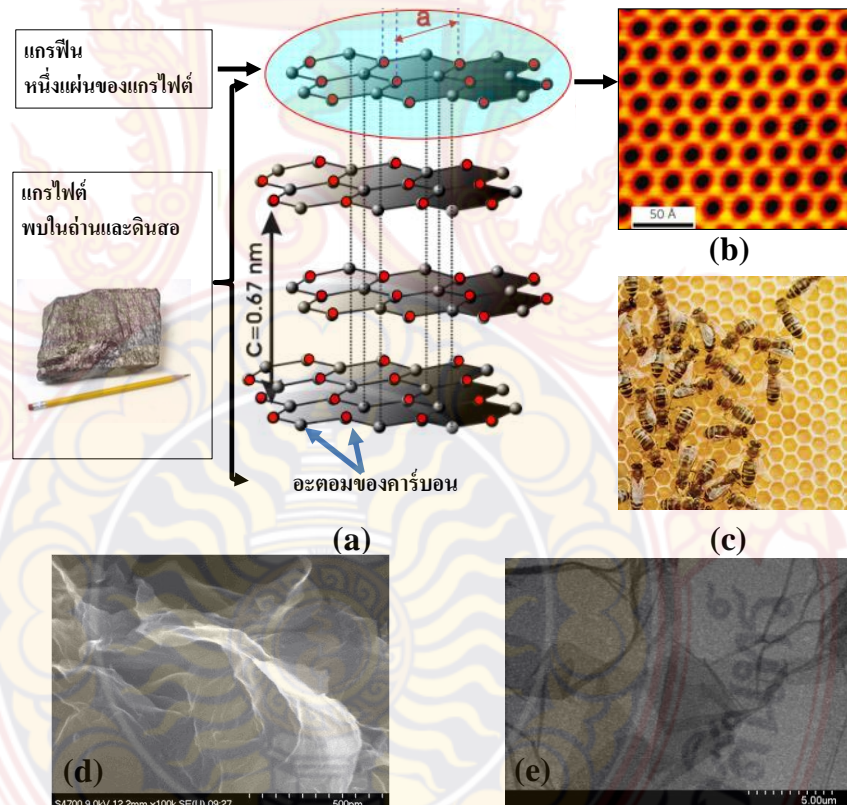 แกรฟีน
หนึ่งแผ่นของแกรไฟต์
a
แกรไฟต์
พบในถ่านและดินสอ
C=0.67 nm
อะตอมของคาร์บอน
(a)
50 Å
(b)
(c)
(d)
S4700 9.0kV 12.2mm x100k SE(U) 09:27
500nm
(e)
5.00um